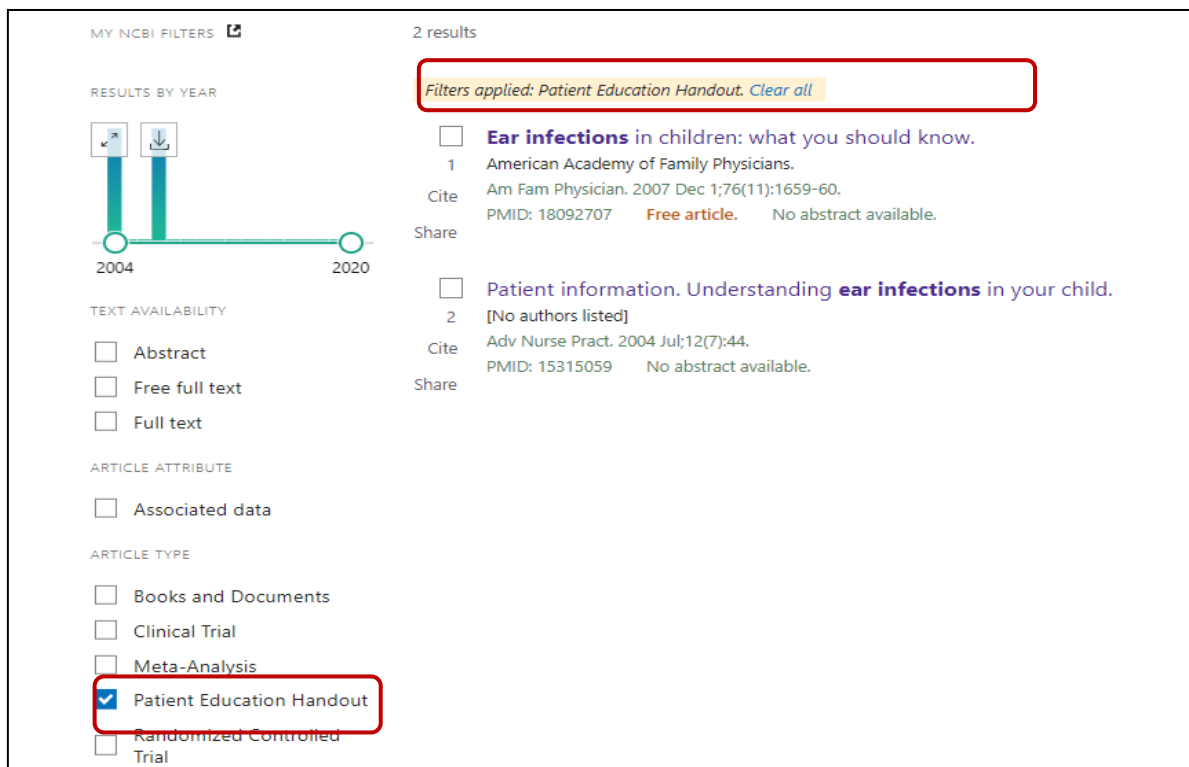 MY NCBI FILTERS
RESULTS BY YEAR
2004
2020
TEXT AVAILABILITY
Abstract
Free full text
Full text
ARTICLE ATTRIBUTE
Associated data
ARTICLE TYPE
Books and Documents
Clinical Trial
Meta-Analysis
Patient Education Handout
Randomized Controlled
Trial
2 results
Filters applied: Patient Education Handout. Clear all
Ear infections in children: what you should know.
1
American Academy of Family Physicians.
Cite
Am Fam Physician. 2007 Dec 1;76(11):1659-60.
PMID: 18092707 Free article. No abstract available.
Share
Patient information. Understanding ear infections in your child.
2
[No authors listed]
Cite
Adv Nurse Pract. 2004 Jul;12(7):44.
PMID: 15315059 No abstract available.
Share